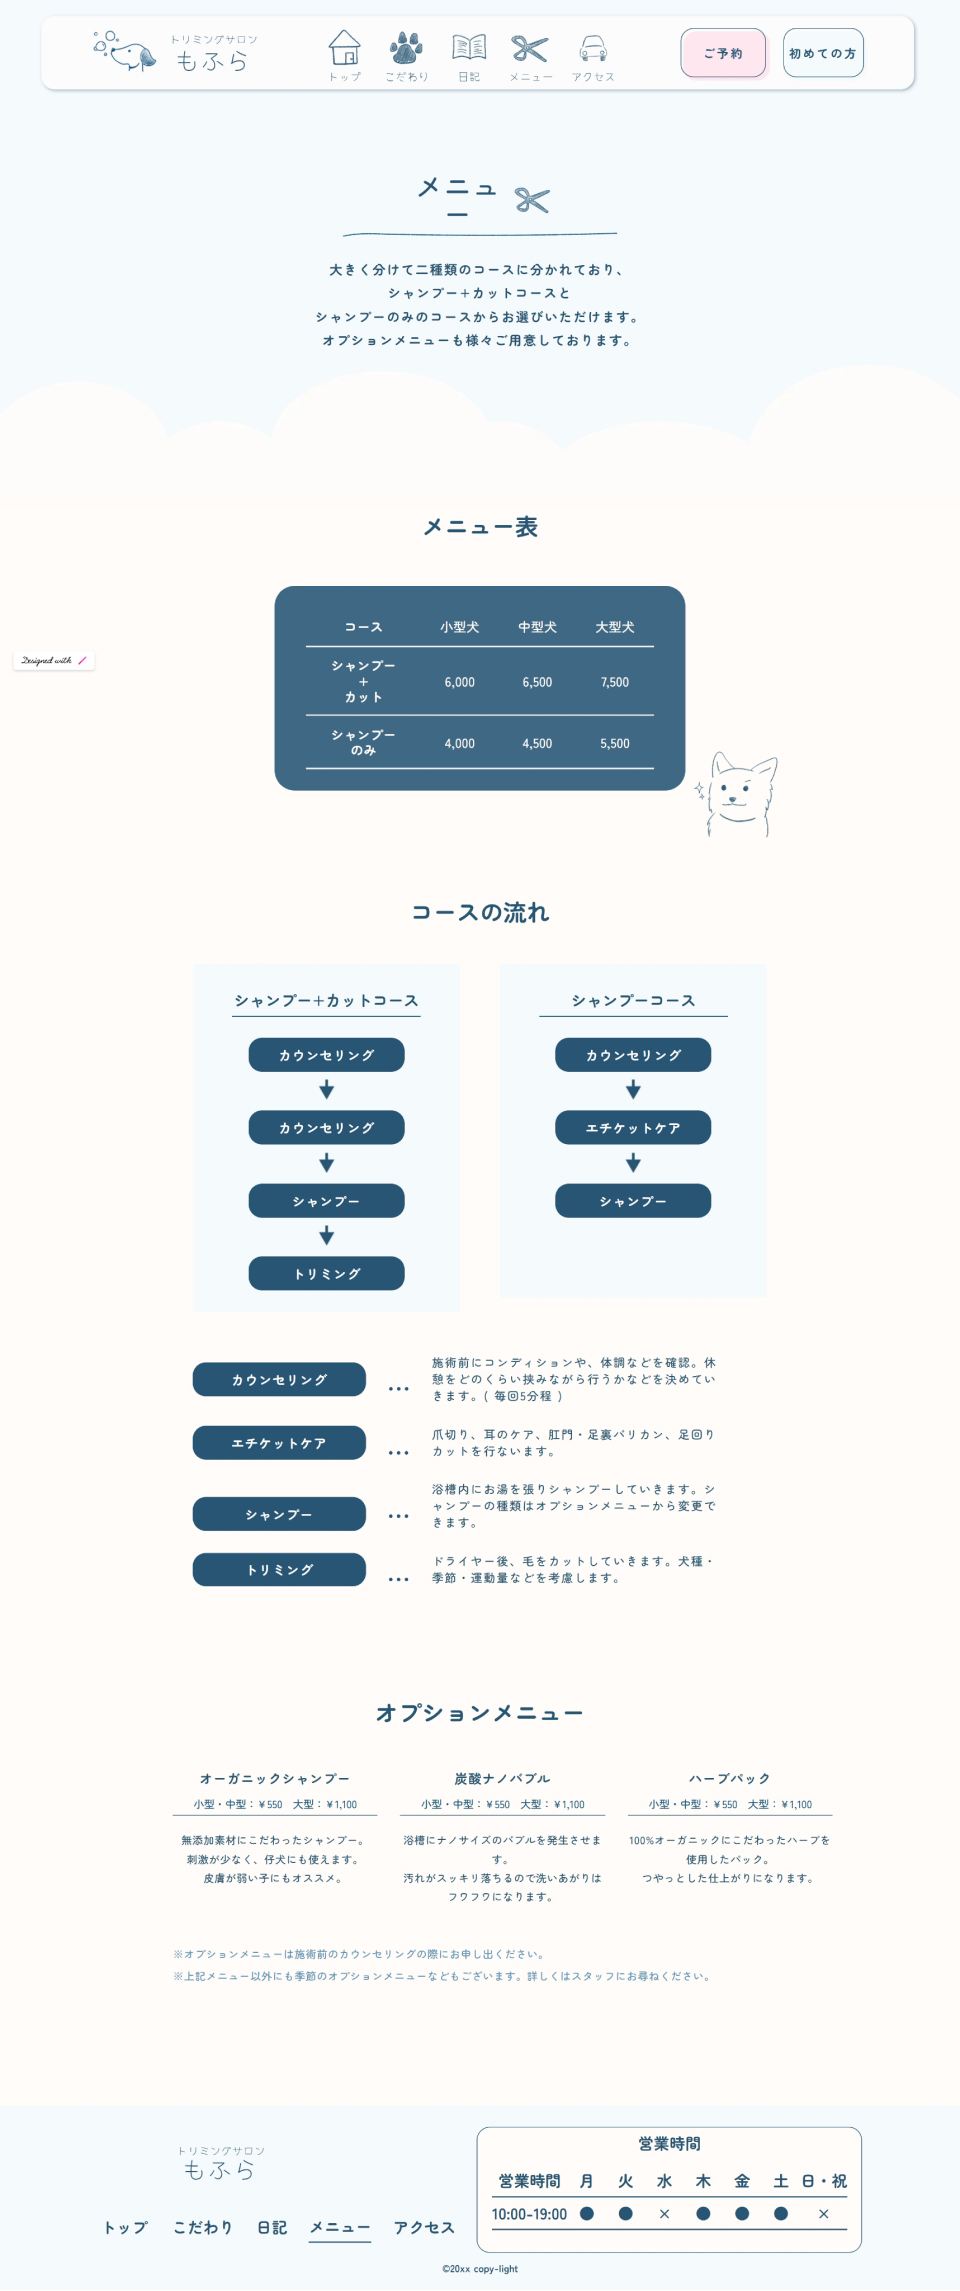 トリミングサロン
もふら
トップ
こだわり
日記
メニュー
アクセス
ご予約
初めての方
メニュ
ー
大きく分けて二種類のコースに分かれており、
シャンプー+カットコースと
シャンプーのみのコースからお選びいただけます。
オプションメニューも様々ご用意しております。
メニュー表
コース 小型犬 中型犬 大型犬
シャンプー
+
カット
6,000 6,500 7,500
シャンプー
のみ
4,000 4,500 5,500
Designed with
コースの流れ
シャンプー+カットコース
カウンセリング
カウンセリング
シャンプー
トリミング
シャンプーコース
カウンセリング
エチケットケア
シャンプー
カウンセリング
...
施術前にコンディションや、体調などを確認。休
憩をどのくらい挟みながら行うかなどを決めてい
きます。( 毎回5分程 )
エチケットケア
...
爪切り、耳のケア、肛門・足裏バリカン、足回り
カットを行ないます。
シャンプー
...
浴槽内にお湯を張りシャンプーしていきます。シ
ャンプーの種類はオプションメニューから変更で
きます。
トリミング
...
ドライヤー後、毛をカットしていきます。犬種・
季節・運動量などを考慮します。
オプションメニュー
オーガニックシャンプー
小型・中型：￥550 大型：￥1,100
無添加素材にこだわったシャンプー。
刺激が少なく、仔犬にも使えます。
皮膚が弱い子にもオススメ。
炭酸ナノバブル
小型・中型：￥550 大型：￥1,100
浴槽にナノサイズのバブルを発生させま
す。
汚れがスッキリ落ちるので洗いあがりは
フワフワになります。
ハーブパック
小型・中型：￥550 大型：￥1,100
100%オーガニックにこだわったハーブを
使用したパック。
つやっとした仕上がりになります。
※オプションメニューは施術前のカウンセリングの際にお申し出ください。
※上記メニュー以外にも季節のオプションメニューなどもございます。詳しくはスタッフにお尋ねください。
トリミングサロン
もふら
トップ こだわり 日記 メニュー アクセス
営業時間
営業時間 月 火 水 木 金 土 日・祝
10:00-19:00 ● ● × ● ● ● ×
©20xx copy-light